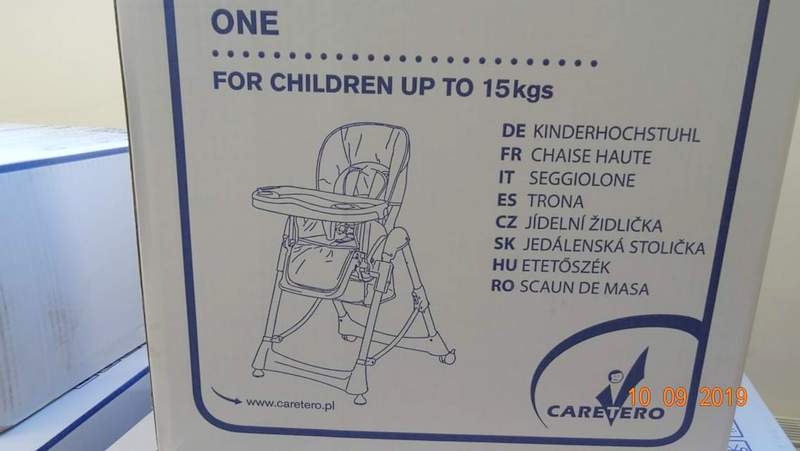 ONE
FOR CHILDREN UP TO 15kgs
DE KINDERHOCHSTUHL
FR CHAISE HAUTE
IT SEGGIOLONE
ES TRONA
CZ JÍDELNÍ ŽIDLIČKA
SK JEDÁLENSKÁ STOLIČKA
HU ETETŐSZÉK
RO SCAUN DE MASA
www.caretero.pl
CARETERO
10 09 2019